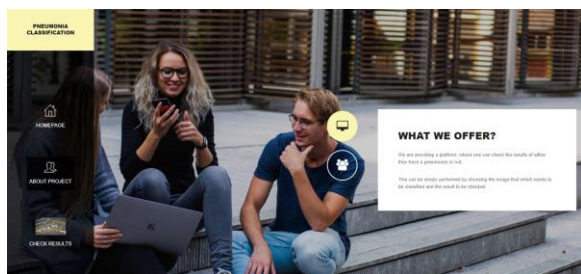 PNEUMONIA
CLASSIFICATION
HOMEPAGE
ABOUT PROJECT
CHECK RESULTS
WHAT WE OFFER?
We are providing a platform, where one can check the results of either
they have a pneumonia or not.
This can be simply performed by choosing the image that which needs to
be classified and the result to be checked.